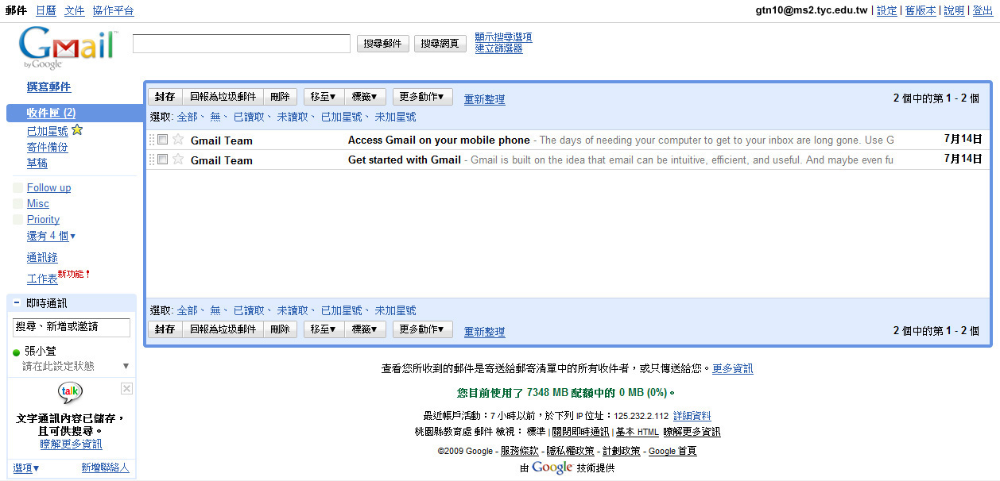 郵件 日曆 文件 協作平台 gtn10@ms2.tyc.edu.tw | 設定 | 舊版本 | 說明 | 登出
Gmail™ by Google 搜尋郵件 搜尋網頁 顯示搜尋選項
建立篩選器
撰寫郵件
收件匣 (2)
已加星號
寄件備份
草稿
Follow up
Misc
Priority
還有 4 個▼
通訊錄
工作表 新功能!
− 即時通訊
搜尋、新增或邀請
張小萱
請在此設定狀態 ▼
talk
文字通訊內容已儲存，
且可供搜尋。
瞭解更多資訊
選項▼ 新增聯絡人
封存 回報為垃圾郵件 刪除 移至▼ 標籤▼ 更多動作▼ 重新整理 2 個中的第 1 - 2 個
選取: 全部、 無、 已讀取、 未讀取、 已加星號、 未加星號
Gmail Team Access Gmail on your mobile phone - The days of needing your computer to get to your inbox are long gone. Use G 7月14日
Gmail Team Get started with Gmail - Gmail is built on the idea that email can be intuitive, efficient, and useful. And maybe even fu 7月14日
選取: 全部、 無、 已讀取、 未讀取、 已加星號、 未加星號
封存 回報為垃圾郵件 刪除 移至▼ 標籤▼ 更多動作▼ 重新整理 2 個中的第 1 - 2 個
查看您所收到的郵件是寄送給郵寄清單中的所有收件者，或只傳送給您。更多資訊
您目前使用了 7348 MB 配額中的 0 MB (0%)。
最近帳戶活動：7 小時以前，於下列 IP 位址：125.232.2.112 詳細資料
桃園縣教育處 郵件 檢視： 標準 | 關閉即時通訊 | 基本 HTML 瞭解更多資訊
©2009 Google - 服務條款 - 隱私權政策 - 計劃政策 - Google 首頁
由 Google™ 技術提供